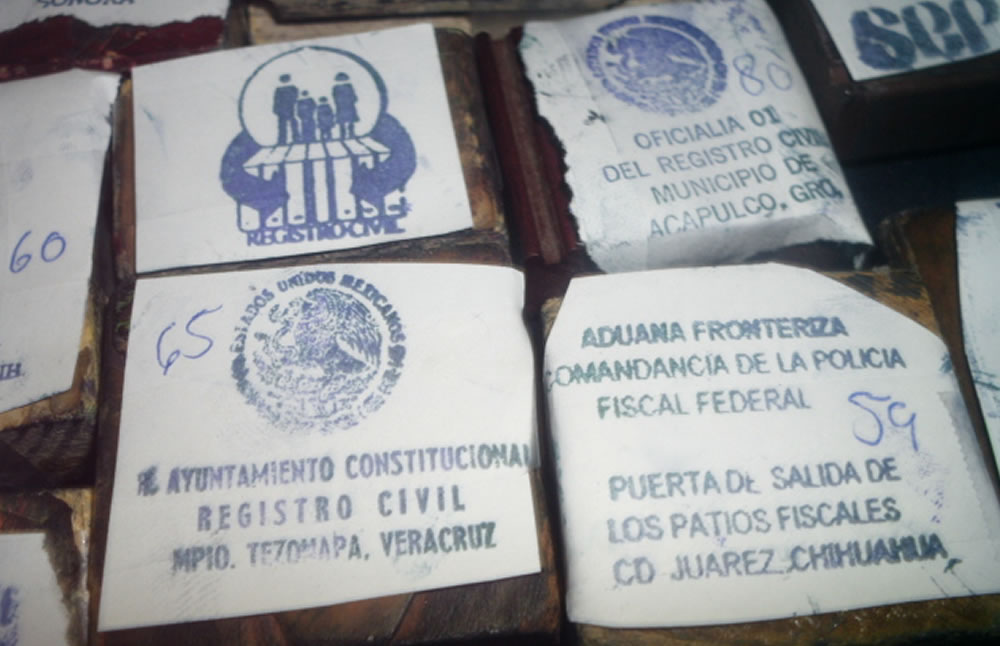 SONORA
SEP
REGISTRO CIVIL
80
OFICIALIA 01
DEL REGISTRO CIVIL
MUNICIPIO DE
ACAPULCO, GRO.
60
65
ESTADOS UNIDOS MEXICANOS
H. AYUNTAMIENTO CONSTITUCIONAL
REGISTRO CIVIL
MPIO. TEZONAPA, VERACRUZ
ADUANA FRONTERIZA
COMANDANCIA DE LA POLICIA
FISCAL FEDERAL
59
PUERTA DE SALIDA DE
LOS PATIOS FISCALES
CD JUAREZ, CHIHUAHUA,